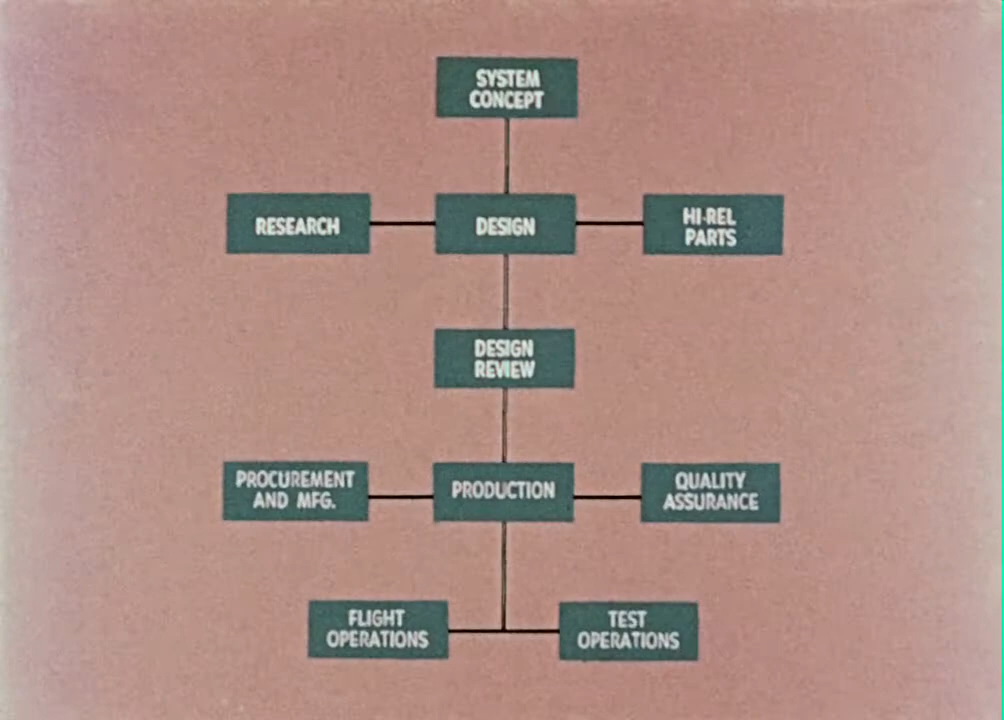 SYSTEM
CONCEPT
RESEARCH
DESIGN
HI-REL
PARTS
DESIGN
REVIEW
PROCUREMENT
AND MFG.
PRODUCTION
QUALITY
ASSURANCE
FLIGHT
OPERATIONS
TEST
OPERATIONS